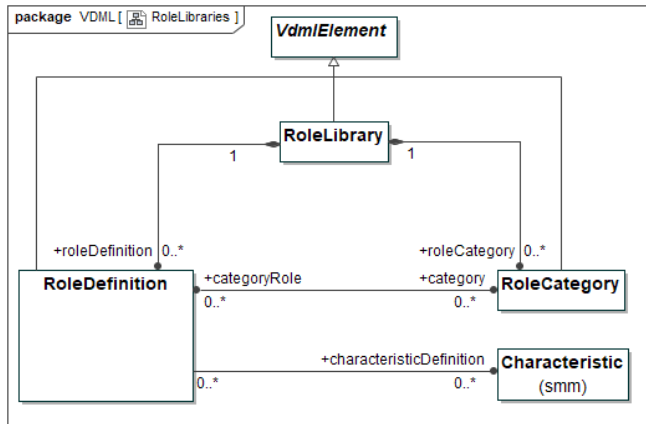 package VDML [ RoleLibraries ]
VdmlElement
RoleLibrary
1
1
+roleDefinition 0..*
+roleCategory 0..*
RoleDefinition
+categoryRole
+category
RoleCategory
0..*
0..*
+characteristicDefinition
Characteristic
0..*
0..*
(smm)